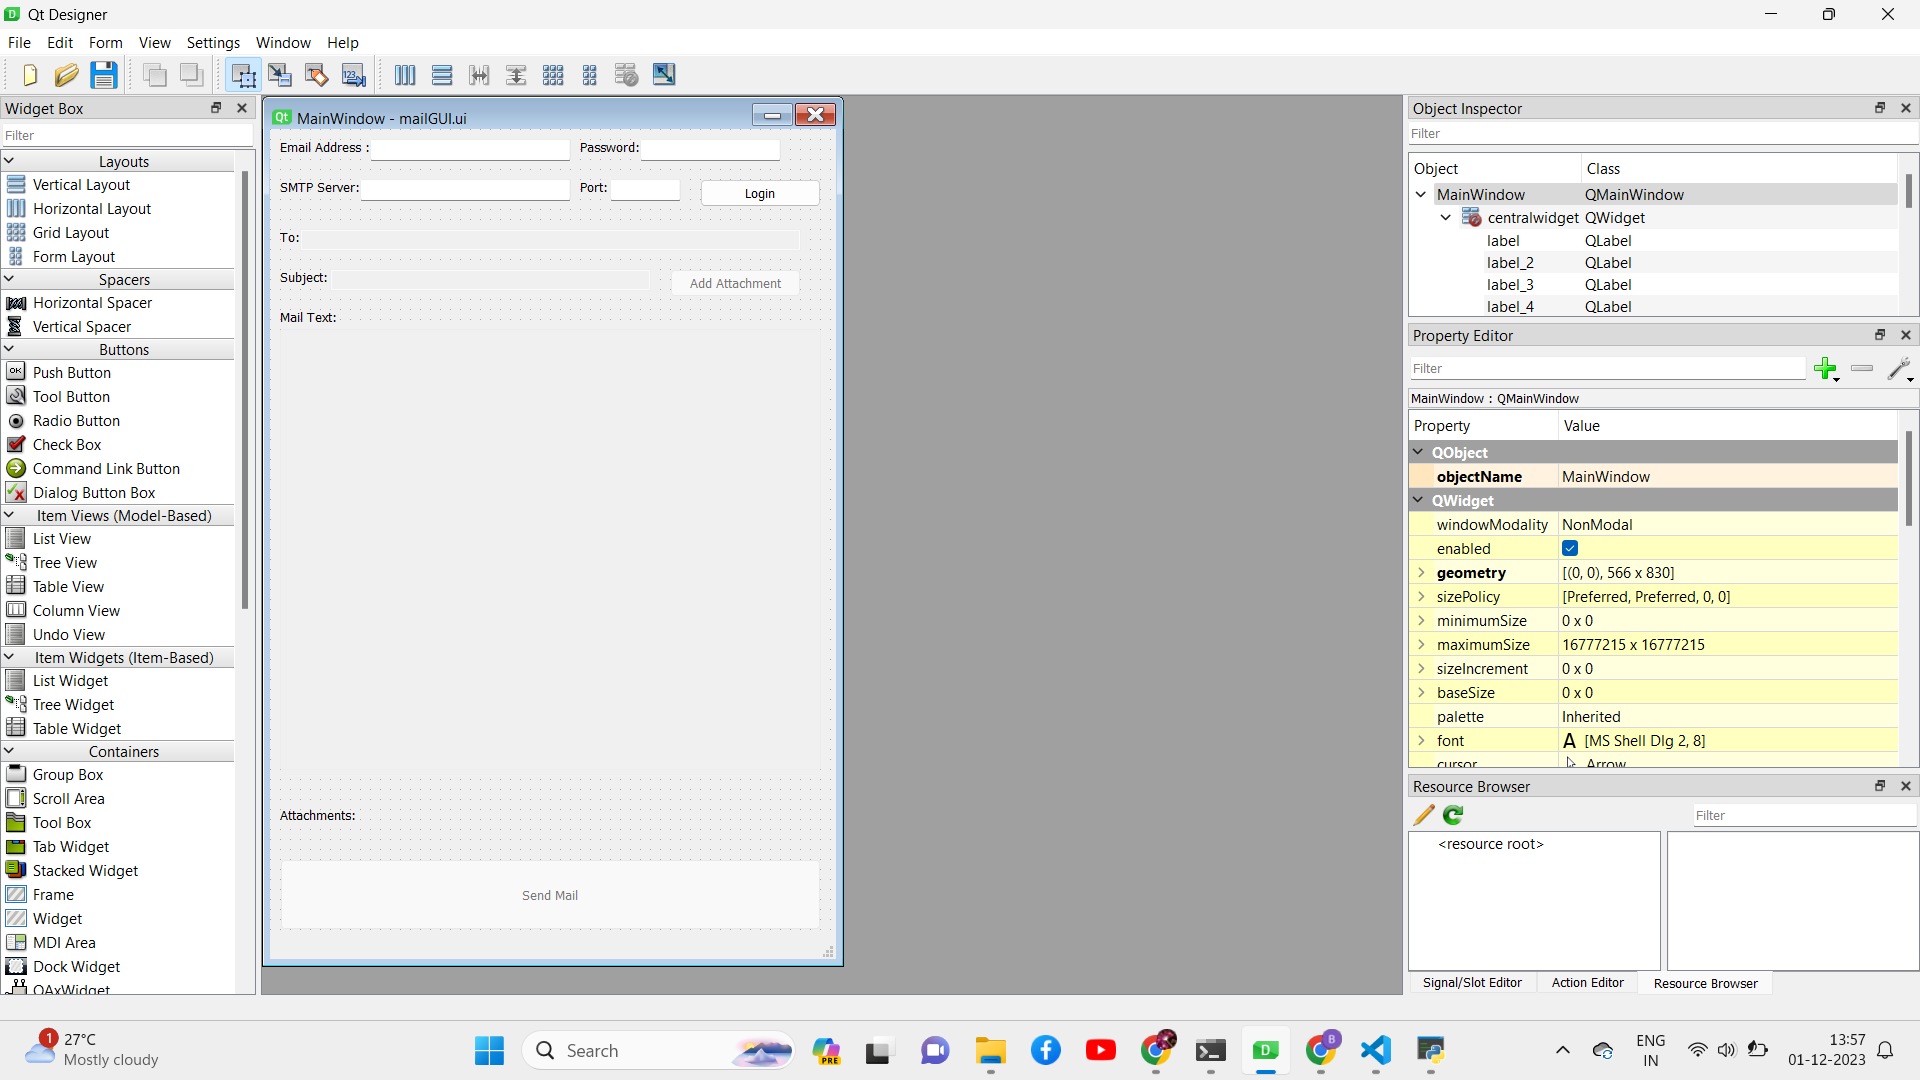 Qt Designer
File Edit Form View Settings Window Help
Widget Box
Filter
Layouts
Vertical Layout
Horizontal Layout
Grid Layout
Form Layout
Spacers
Horizontal Spacer
Vertical Spacer
Buttons
Push Button
Tool Button
Radio Button
Check Box
Command Link Button
Dialog Button Box
Item Views (Model-Based)
List View
Tree View
Table View
Column View
Undo View
Item Widgets (Item-Based)
List Widget
Tree Widget
Table Widget
Containers
Group Box
Scroll Area
Tool Box
Tab Widget
Stacked Widget
Frame
Widget
MDI Area
Dock Widget
QAxWidget
MainWindow - mailGUI.ui
Email Address : Password:
SMTP Server: Port: Login
To:
Subject: Add Attachment
Mail Text:
Attachments:
Send Mail
Object Inspector
Filter
Object Class
MainWindow QMainWindow
centralwidget QWidget
label QLabel
label_2 QLabel
label_3 QLabel
label_4 QLabel
Property Editor
Filter
MainWindow : QMainWindow
Property Value
QObject
objectName MainWindow
QWidget
windowModality NonModal
enabled
geometry [(0, 0), 566 x 830]
sizePolicy [Preferred, Preferred, 0, 0]
minimumSize 0 x 0
maximumSize 16777215 x 16777215
sizeIncrement 0 x 0
baseSize 0 x 0
palette Inherited
font A [MS Shell Dlg 2, 8]
cursor Arrow
Resource Browser
Filter
<resource root>
Signal/Slot Editor Action Editor Resource Browser
1 27°C
Mostly cloudy
Search
PRE
ENG
IN
13:57
01-12-2023